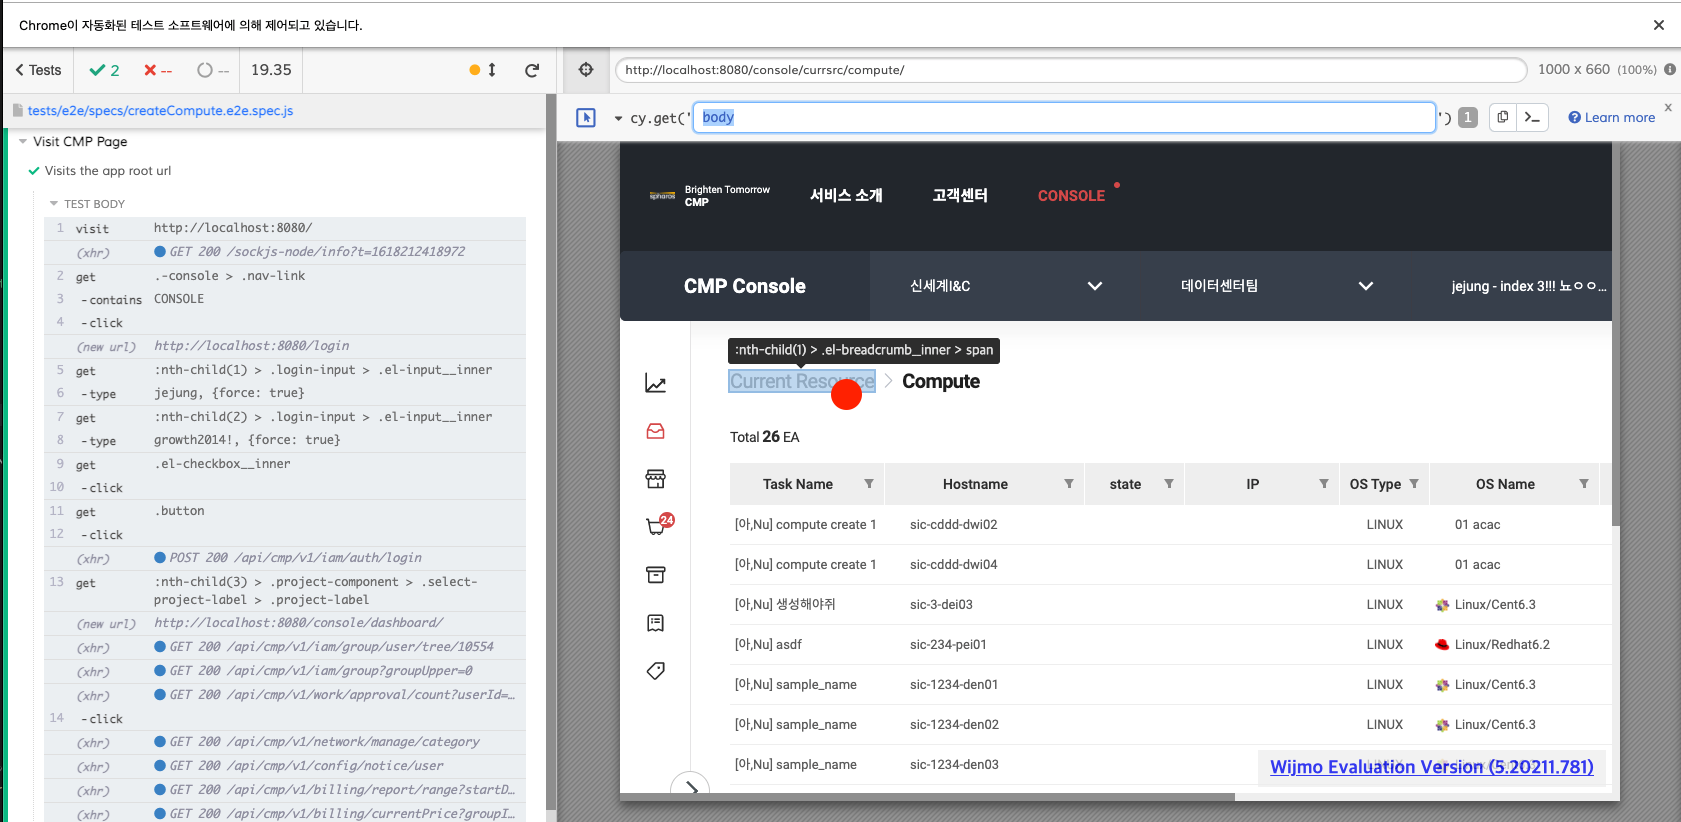 Chrome이 자동화된 테스트 소프트웨어에 의해 제어되고 있습니다.
Tests
2
--
--
19.35
http://localhost:8080/console/currsrc/compute/
1000 x 660 (100%)
tests/e2e/specs/createCompute.e2e.spec.js
cy.get('body') 1
Learn more
x
Visit CMP Page
Visits the app root url
TEST BODY
1 visit http://localhost:8080/
(xhr) GET 200 /sockjs-node/info?t=1618212418972
2 get .-console > .nav-link
3 -contains CONSOLE
4 -click
(new url) http://localhost:8080/login
5 get :nth-child(1) > .login-input > .el-input__inner
6 -type jejung, {force: true}
7 get :nth-child(2) > .login-input > .el-input__inner
8 -type growth2014!, {force: true}
9 get .el-checkbox__inner
10 -click
11 get .button
12 -click
(xhr) POST 200 /api/cmp/v1/iam/auth/login
13 get :nth-child(3) > .project-component > .select-
project-label > .project-label
(new url) http://localhost:8080/console/dashboard/
(xhr) GET 200 /api/cmp/v1/iam/group/user/tree/10554
(xhr) GET 200 /api/cmp/v1/iam/group?groupUpper=0
(xhr) GET 200 /api/cmp/v1/work/approval/count?userId=…
14 -click
(xhr) GET 200 /api/cmp/v1/network/manage/category
(xhr) GET 200 /api/cmp/v1/config/notice/user
(xhr) GET 200 /api/cmp/v1/billing/report/range?startD…
(xhr) GET 200 /api/cmp/v1/billing/currentPrice?groupI…
spharos
Brighten Tomorrow
CMP
서비스 소개
고객센터
CONSOLE
CMP Console
신세계I&C
데이터센터팀
jejung - index 3!!! 뇨ㅇㅇ...
:nth-child(1) > .el-breadcrumb_inner > span
Current Resource
Compute
24
Total 26 EA
Task Name Hostname state IP OS Type OS Name
[아,Nu] compute create 1 sic-cddd-dwi02 LINUX 01 acac
[아,Nu] compute create 1 sic-cddd-dwi04 LINUX 01 acac
[아,Nu] 생성해야쥐 sic-3-dei03 LINUX Linux/Cent6.3
[아,Nu] asdf sic-234-pei01 LINUX Linux/Redhat6.2
[아,Nu] sample_name sic-1234-den01 LINUX Linux/Cent6.3
[아,Nu] sample_name sic-1234-den02 LINUX Linux/Cent6.3
[아,Nu] sample_name sic-1234-den03
Wijmo Evaluation Version (5.20211.781)